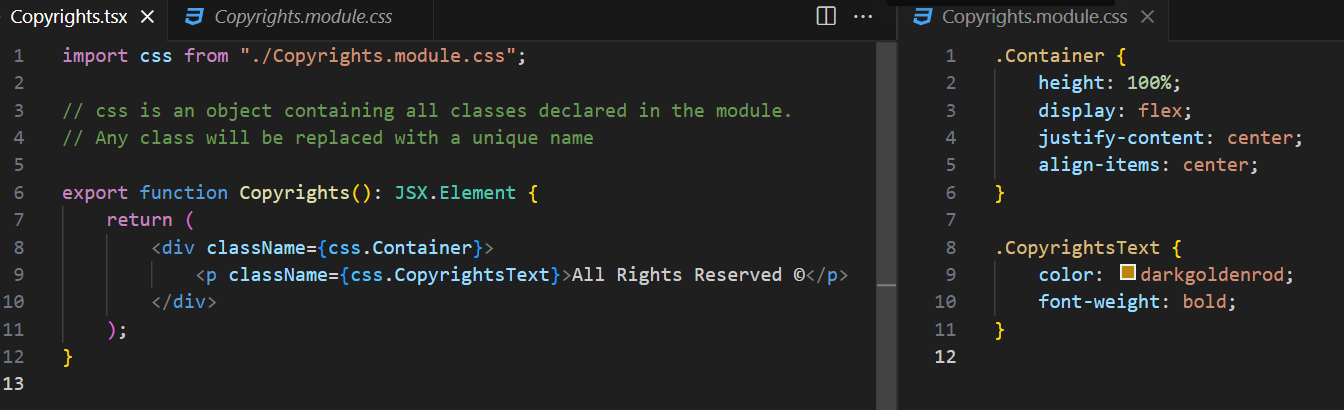 Copyrights.tsx
Copyrights.module.css
1 import css from "./Copyrights.module.css";
2
3 // css is an object containing all classes declared in the module.
4 // Any class will be replaced with a unique name
5
6 export function Copyrights(): JSX.Element {
7 return (
8 <div className={css.Container}>
9 <p className={css.CopyrightsText}>All Rights Reserved ©</p>
10 </div>
11 );
12 }
13
Copyrights.module.css
1 .Container {
2 height: 100%;
3 display: flex;
4 justify-content: center;
5 align-items: center;
6 }
7
8 .CopyrightsText {
9 color: darkgoldenrod;
10 font-weight: bold;
11 }
12